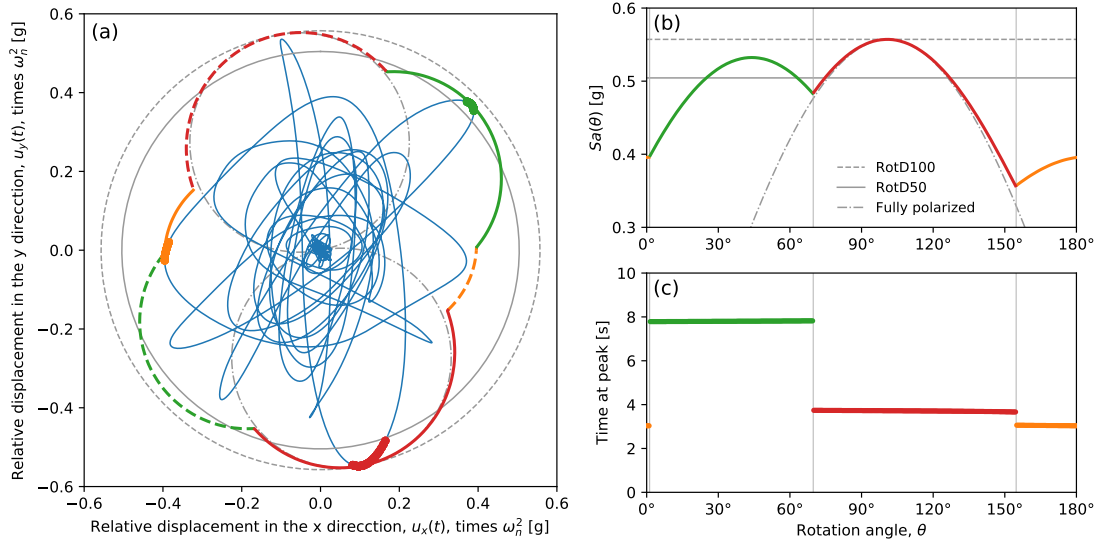 (a)
0.6
0.4
0.2
0.0
−0.2
−0.4
−0.6
−0.6 −0.4 −0.2 0.0 0.2 0.4 0.6
Relative displacement in the y direction, u_y(t), times ω_n^2 [g]
Relative displacement in the x direcction, u_x(t), times ω_n^2 [g]
(b)
0.6
0.5
0.4
0.3
Sa(θ) [g]
RotD100
RotD50
Fully polarized
0° 30° 60° 90° 120° 150° 180°
(c)
10
8
6
4
2
0
Time at peak [s]
0° 30° 60° 90° 120° 150° 180°
Rotation angle, θ